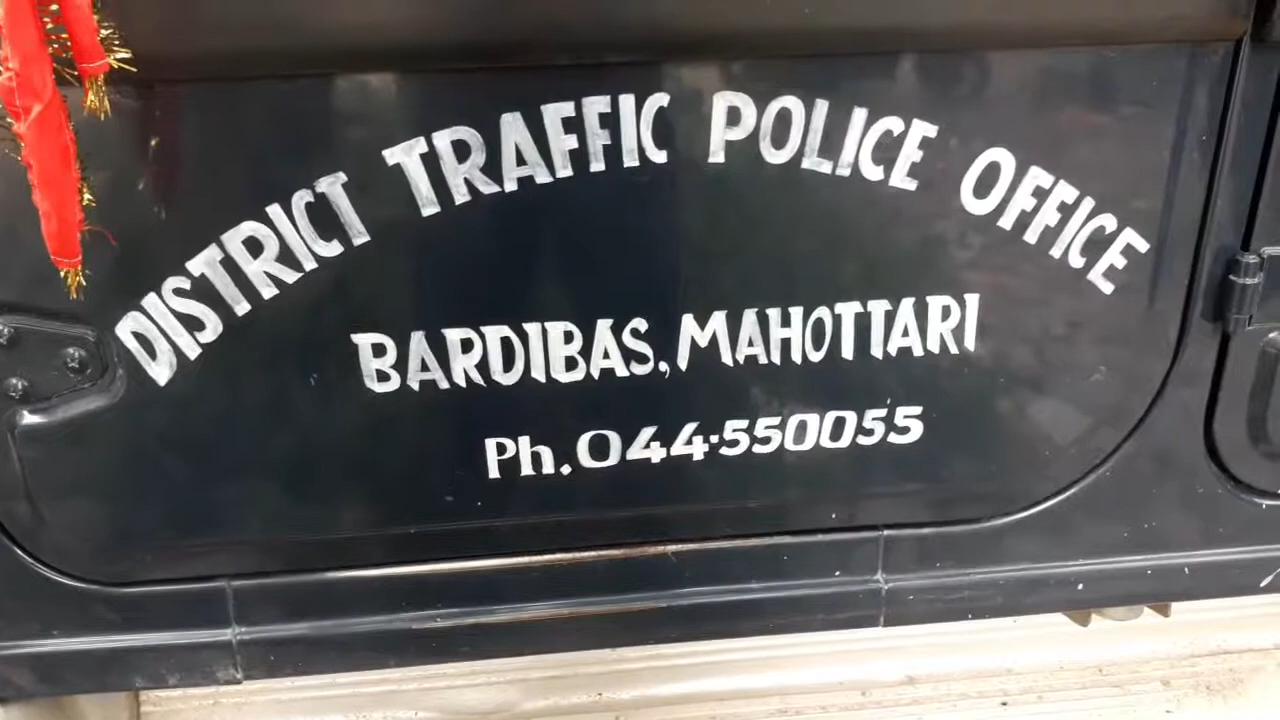 DISTRICT TRAFFIC POLICE OFFICE
BARDIBAS, MAHOTTARI
Ph. 044-550055